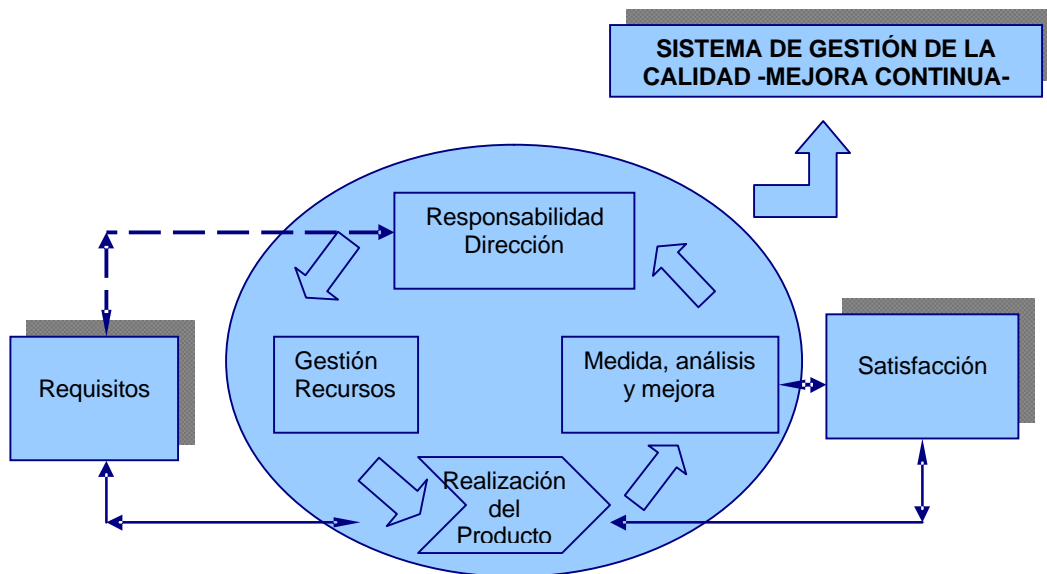 SISTEMA DE GESTIÓN DE LA
CALIDAD -MEJORA CONTINUA-
Responsabilidad
Dirección
Gestión
Recursos
Medida, análisis
y mejora
Requisitos
Satisfacción
Realización
del
Producto